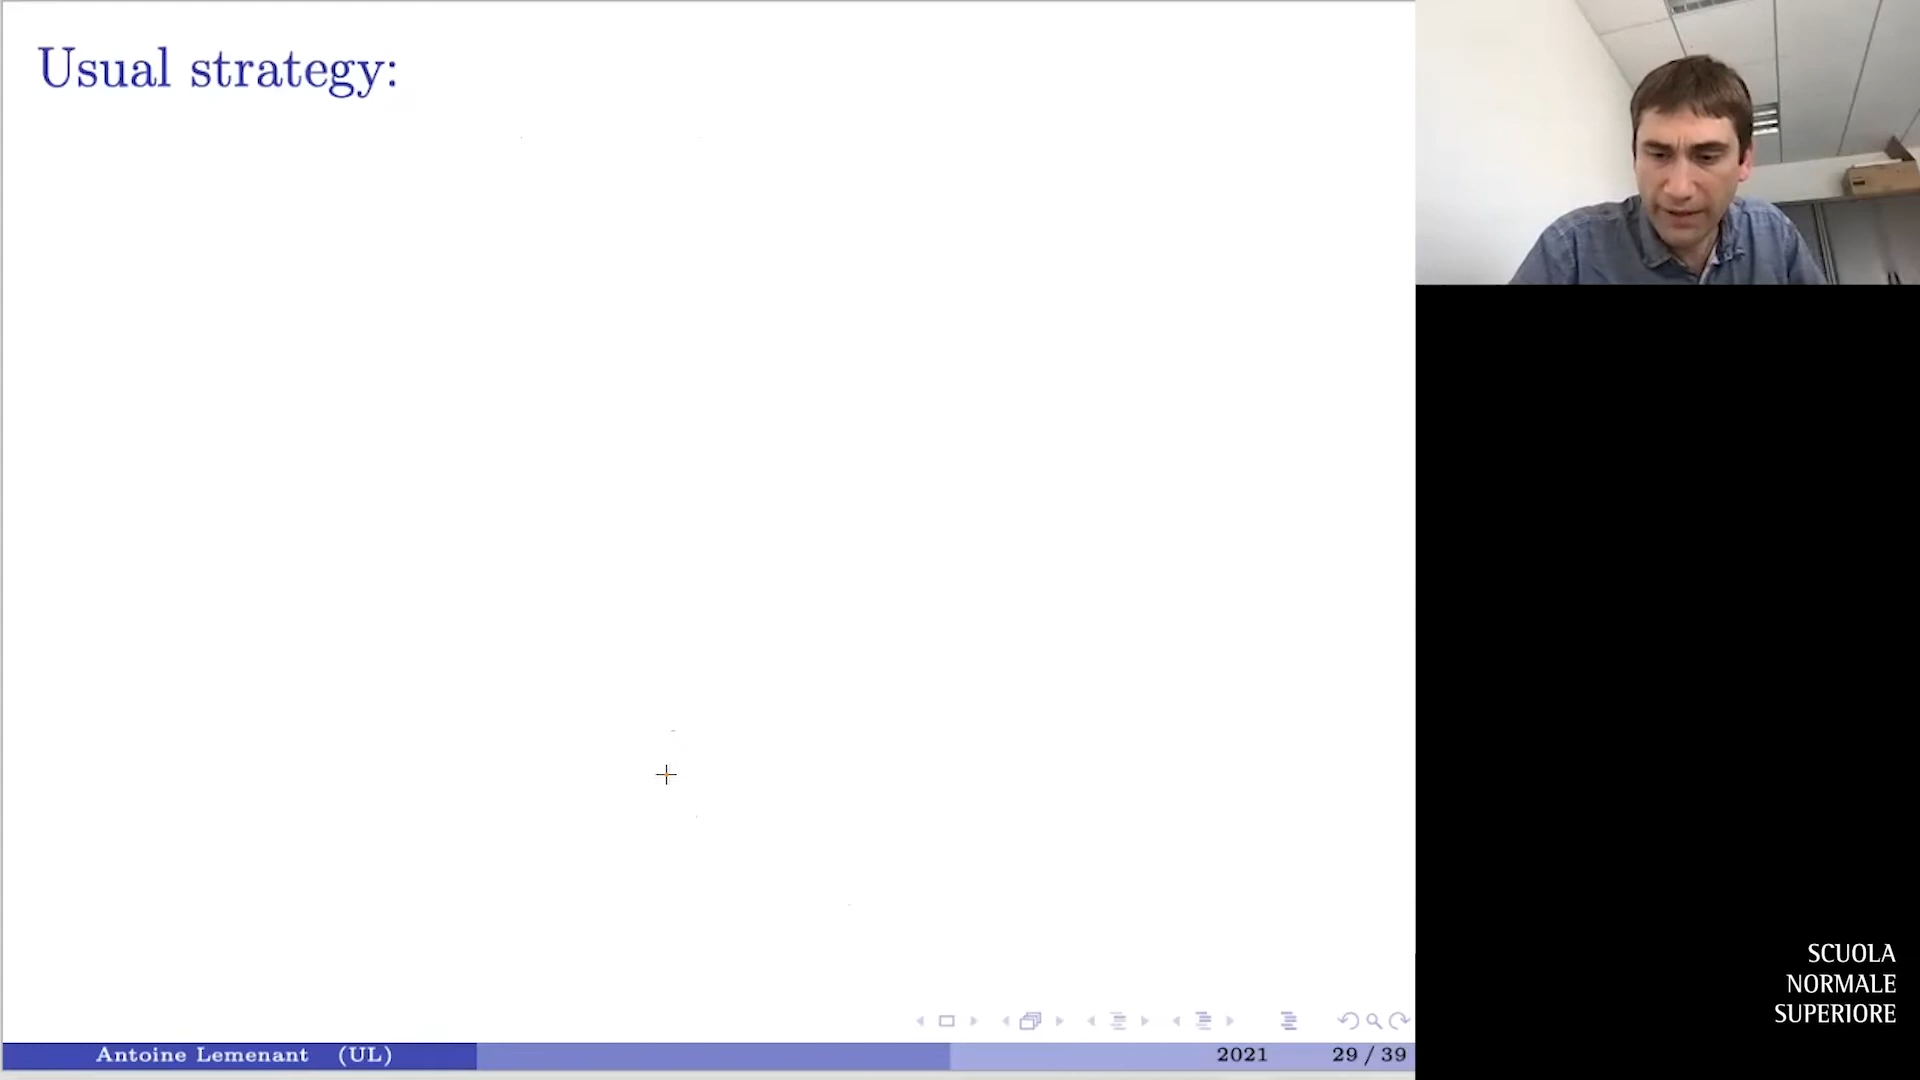 Usual strategy:
Antoine Lemenant (UL)
2021
29 / 39
SCUOLA
NORMALE
SUPERIORE